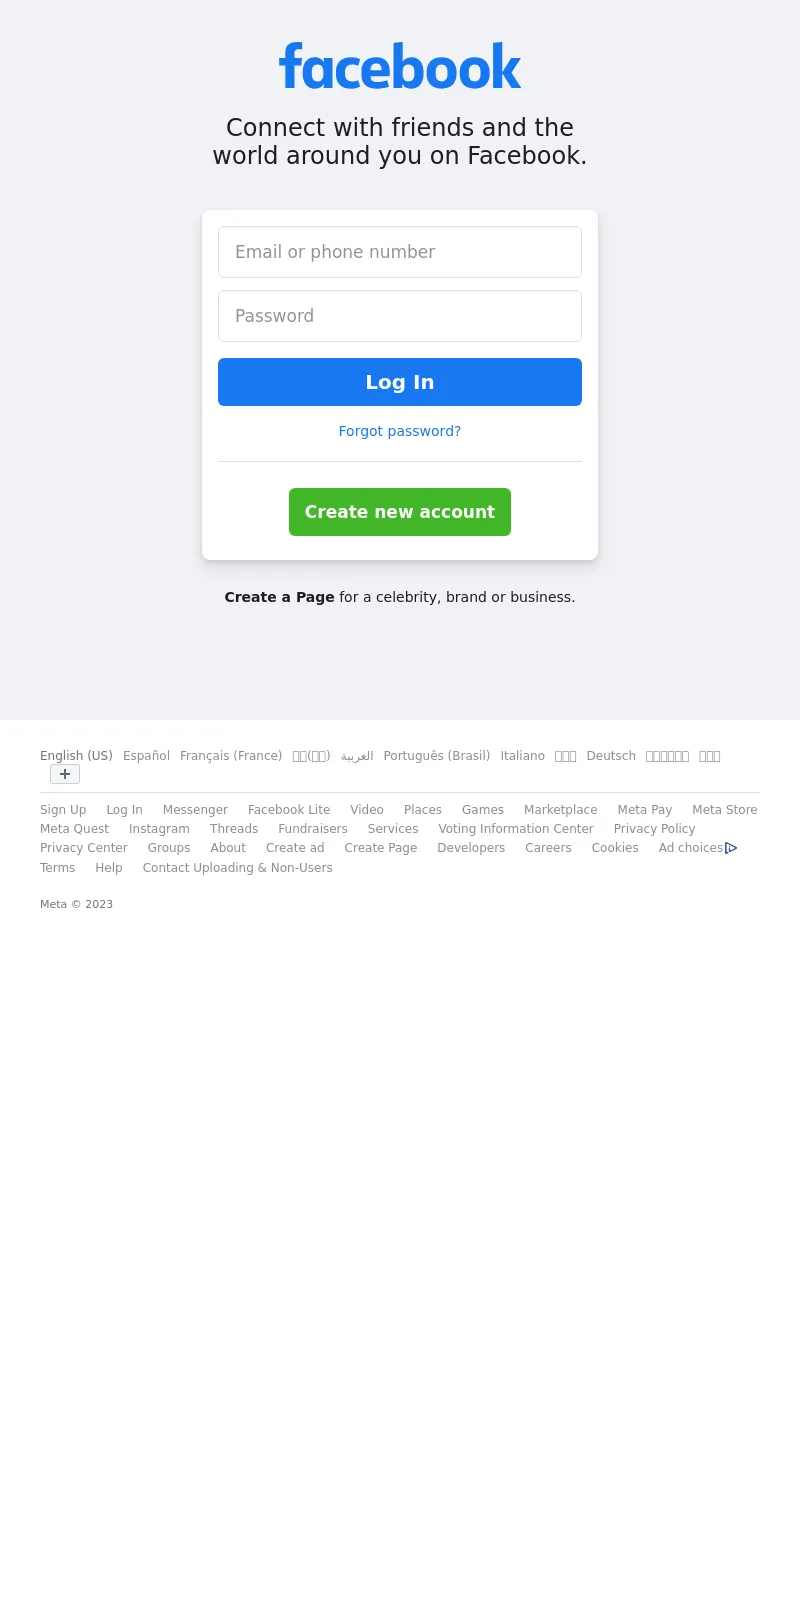 facebook
Connect with friends and the
world around you on Facebook.
Email or phone number
Password
Log In
Forgot password?
Create new account
Create a Page for a celebrity, brand or business.
English (US) Español Français (France) العربية Português (Brasil) Italiano Deutsch
+
Sign Up Log In Messenger Facebook Lite Video Places Games Marketplace Meta Pay Meta Store
Meta Quest Instagram Threads Fundraisers Services Voting Information Center Privacy Policy
Privacy Center Groups About Create ad Create Page Developers Careers Cookies Ad choices
Terms Help Contact Uploading & Non-Users
Meta © 2023